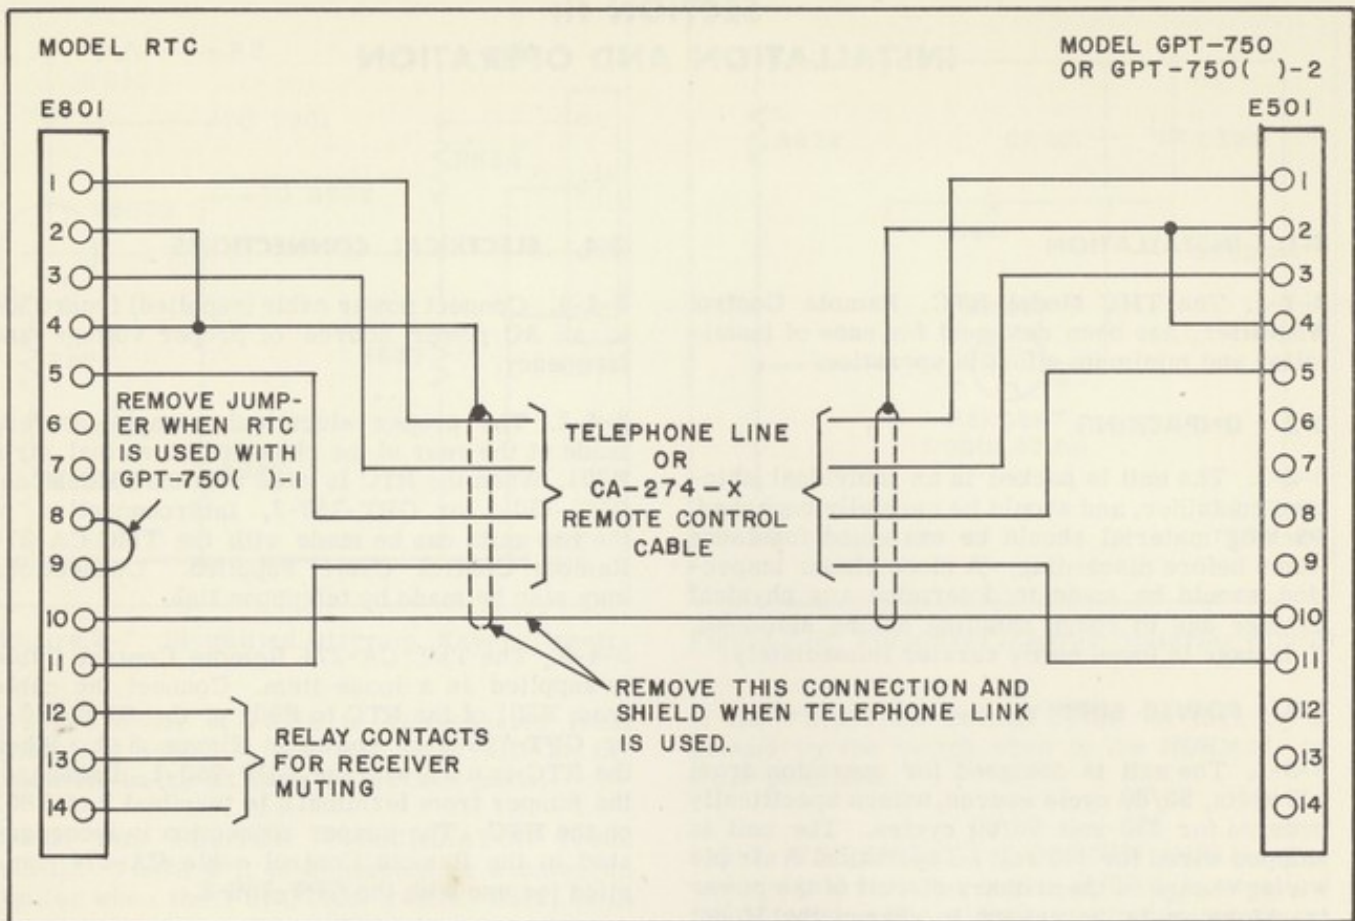 MODEL RTC
MODEL GPT-750
OR GPT-750( )-2
E801
E501
1
2
3
4
5
6
7
8
9
10
11
12
13
14
REMOVE JUMP-
ER WHEN RTC
IS USED WITH
GPT-750( )-1
TELEPHONE LINE
OR
CA-274-X
REMOTE CONTROL
CABLE
REMOVE THIS CONNECTION AND
SHIELD WHEN TELEPHONE LINK
IS USED.
RELAY CONTACTS
FOR RECEIVER
MUTING
1
2
3
4
5
6
7
8
9
10
11
12
13
14